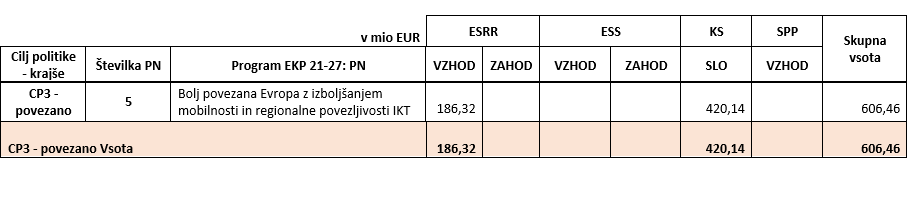 v mio EUR ESRR ESS KS SPP Skupna vsota
Cilj politike - krajše Številka PN Program EKP 21-27: PN VZHOD ZAHOD VZHOD ZAHOD SLO VZHOD
CP3 - povezano 5 Bolj povezana Evropa z izboljšanjem
mobilnosti in regionalne povezljivosti IKT 186,32 420,14 606,46
CP3 - povezano Vsota 186,32 420,14 606,46